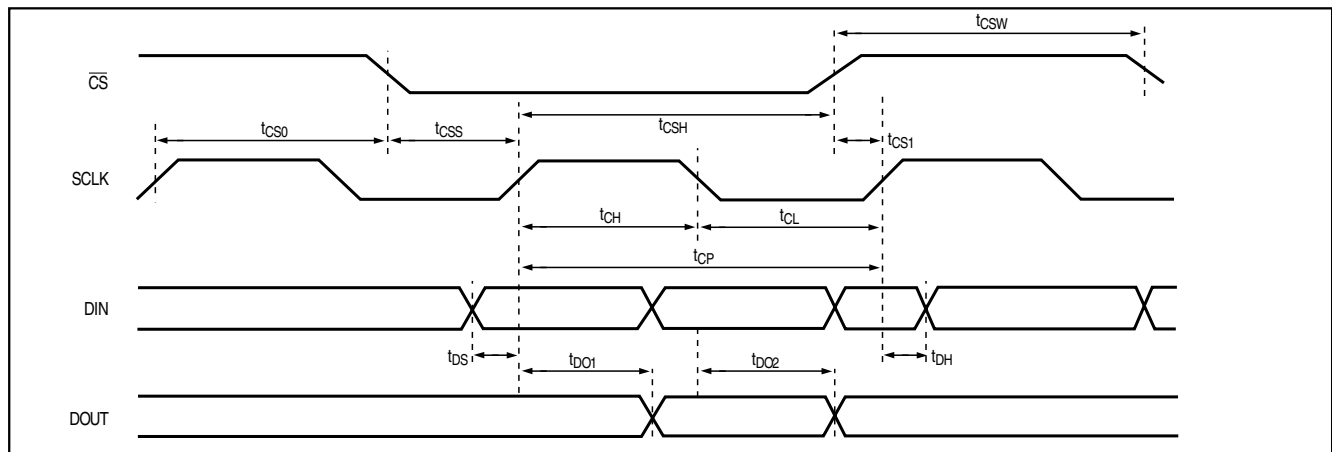 tCSW
CS
tCS0
tCSS
tCSH
tCS1
SCLK
tCH
tCL
tCP
DIN
tDS
tDO1
tDO2
tDH
DOUT